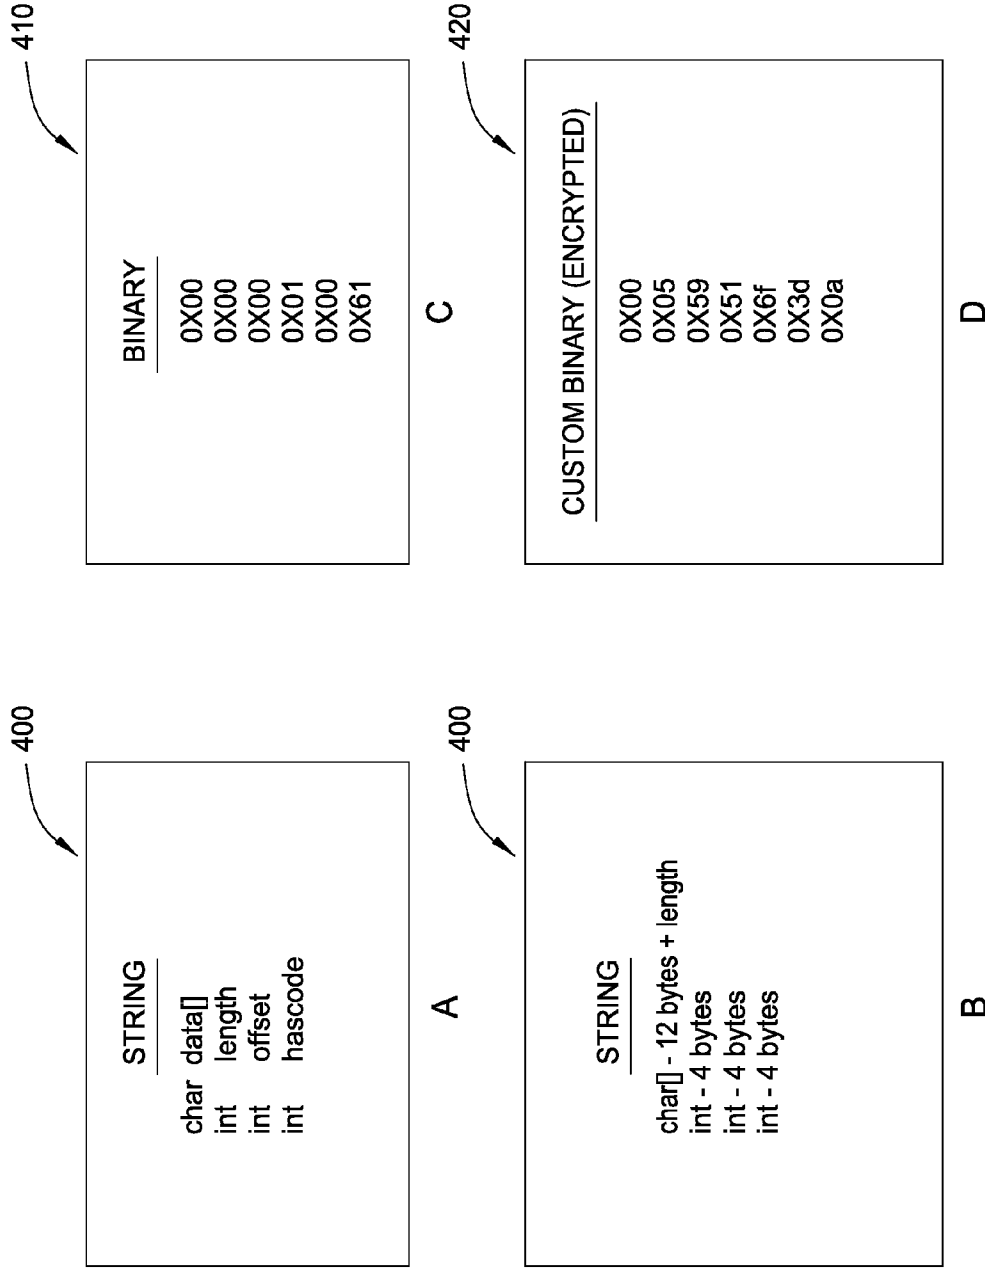 400
STRING
char data[]
int length
int offset
int hascode
A
410
BINARY
0X00
0X00
0X00
0X01
0X00
0X61
C
400
STRING
char[] - 12 bytes + length
int - 4 bytes
int - 4 bytes
int - 4 bytes
B
420
CUSTOM BINARY (ENCRYPTED)
0X00
0X05
0X59
0X51
0X6f
0X3d
0X0a
D